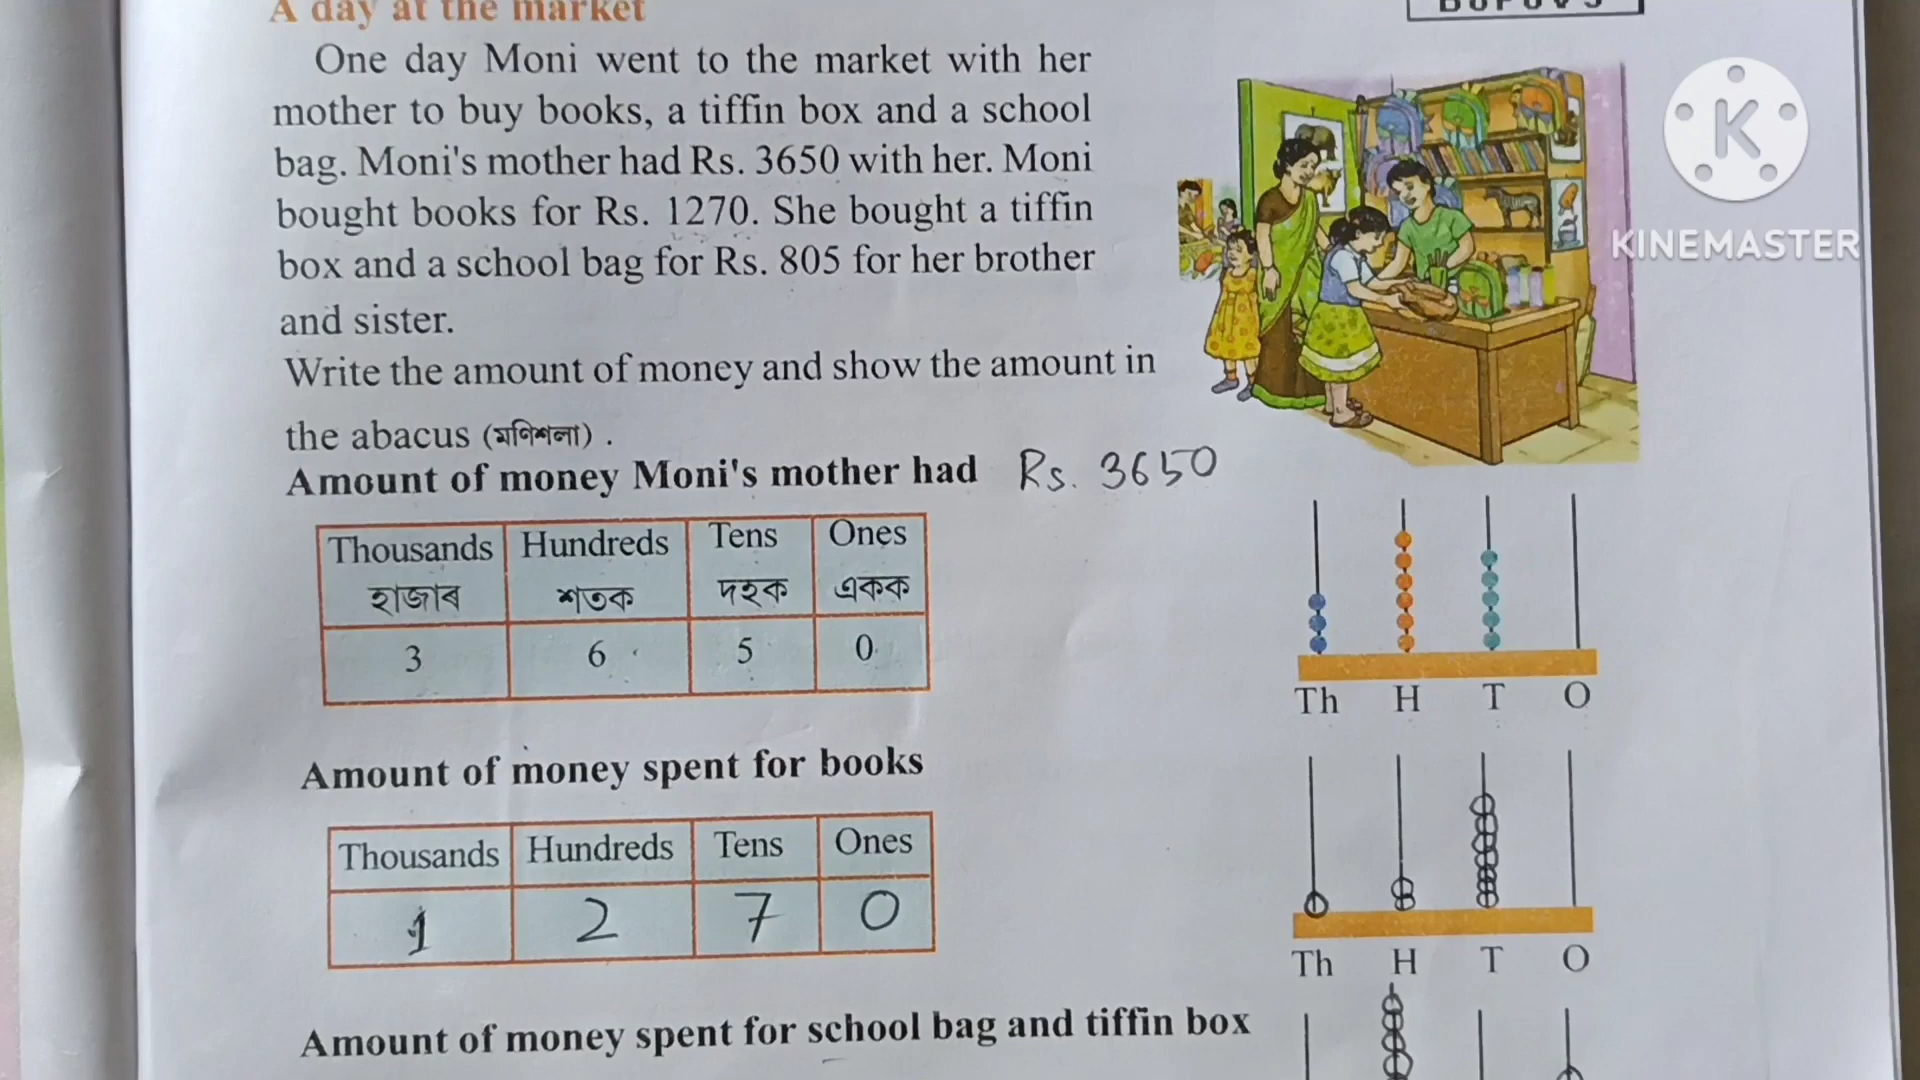 A day at the market
One day Moni went to the market with her
mother to buy books, a tiffin box and a school
bag. Moni's mother had Rs. 3650 with her. Moni
bought books for Rs. 1270. She bought a tiffin
box and a school bag for Rs. 805 for her brother
and sister.
Write the amount of money and show the amount in
the abacus (মণিশলা) .
Amount of money Moni's mother had Rs. 3650
Thousands Hundreds Tens Ones
হাজাৰ শতক দহক একক
3 6 5 0
Th H T O
Amount of money spent for books
Thousands Hundreds Tens Ones
1 2 7 0
Th H T O
Amount of money spent for school bag and tiffin box
K
KINEMASTER